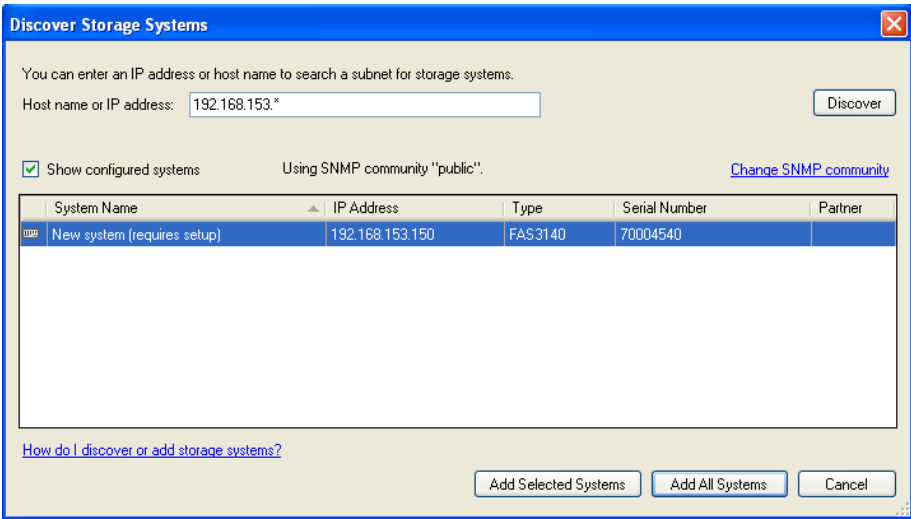 Discover Storage Systems
You can enter an IP address or host name to search a subnet for storage systems.
Host name or IP address: 192.168.153.* Discover
Show configured systems Using SNMP community "public". Change SNMP community
System Name IP Address Type Serial Number Partner
New system (requires setup) 192.168.153.150 FAS3140 70004540
How do I discover or add storage systems?
Add Selected Systems Add All Systems Cancel